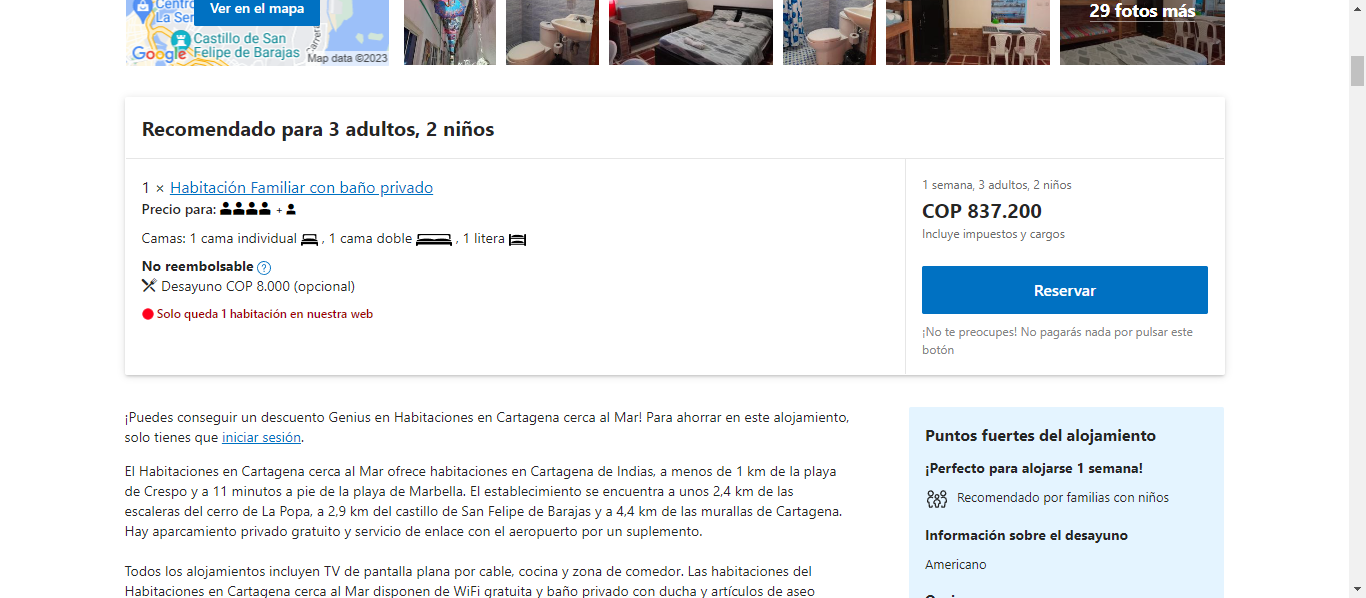 Centro
La Ser
Ver en el mapa
Castillo de San
Felipe de Barajas
Google
Carrera
Map data ©2023
29 fotos más
Recomendado para 3 adultos, 2 niños
1 × Habitación Familiar con baño privado
Precio para: +
Camas: 1 cama individual , 1 cama doble , 1 litera
No reembolsable ?
Desayuno COP 8.000 (opcional)
Solo queda 1 habitación en nuestra web
1 semana, 3 adultos, 2 niños
COP 837.200
Incluye impuestos y cargos
Reservar
¡No te preocupes! No pagarás nada por pulsar este
botón
¡Puedes conseguir un descuento Genius en Habitaciones en Cartagena cerca al Mar! Para ahorrar en este alojamiento,
solo tienes que iniciar sesión.
El Habitaciones en Cartagena cerca al Mar ofrece habitaciones en Cartagena de Indias, a menos de 1 km de la playa
de Crespo y a 11 minutos a pie de la playa de Marbella. El establecimiento se encuentra a unos 2,4 km de las
escaleras del cerro de La Popa, a 2,9 km del castillo de San Felipe de Barajas y a 4,4 km de las murallas de Cartagena.
Hay aparcamiento privado gratuito y servicio de enlace con el aeropuerto por un suplemento.
Todos los alojamientos incluyen TV de pantalla plana por cable, cocina y zona de comedor. Las habitaciones del
Habitaciones en Cartagena cerca al Mar disponen de WiFi gratuita y baño privado con ducha y artículos de aseo
Puntos fuertes del alojamiento
¡Perfecto para alojarse 1 semana!
Recomendado por familias con niños
Información sobre el desayuno
Americano